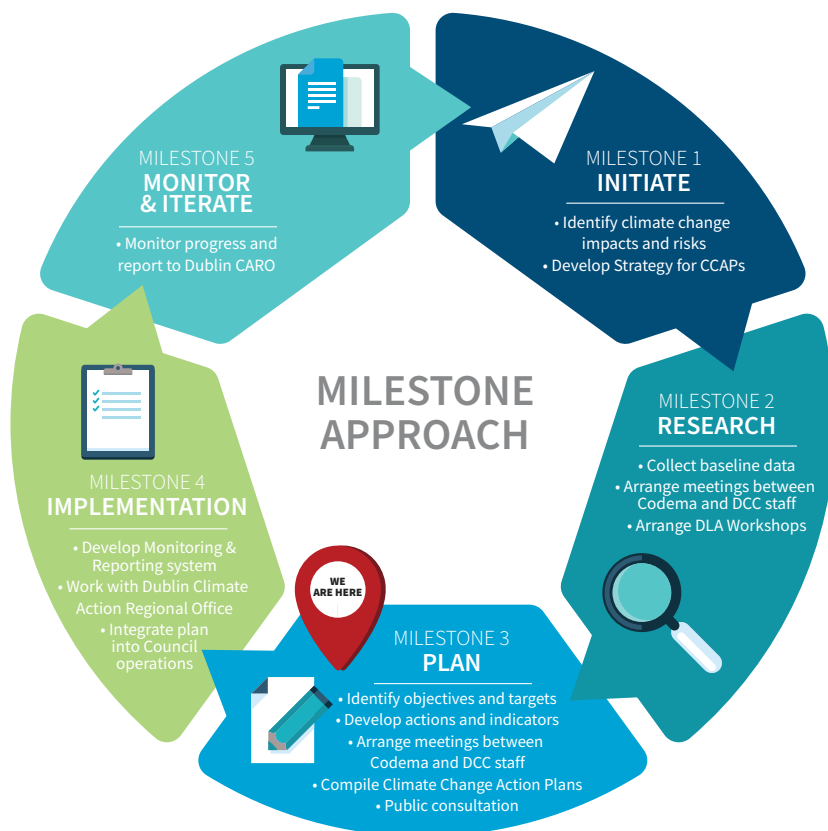 MILESTONE
APPROACH
MILESTONE 1
INITIATE
• Identify climate change
impacts and risks
• Develop Strategy for CCAPs
MILESTONE 2
RESEARCH
• Collect baseline data
• Arrange meetings between
Codema and DCC staff
• Arrange DLA Workshops
MILESTONE 3
PLAN
• Identify objectives and targets
• Develop actions and indicators
• Arrange meetings between
Codema and DCC staff
• Compile Climate Change Action Plans
• Public consultation
WE
ARE HERE
MILESTONE 4
IMPLEMENTATION
• Develop Monitoring &
Reporting system
• Work with Dublin Climate
Action Regional Office
• Integrate plan
into Council
operations
MILESTONE 5
MONITOR
& ITERATE
• Monitor progress and
report to Dublin CARO